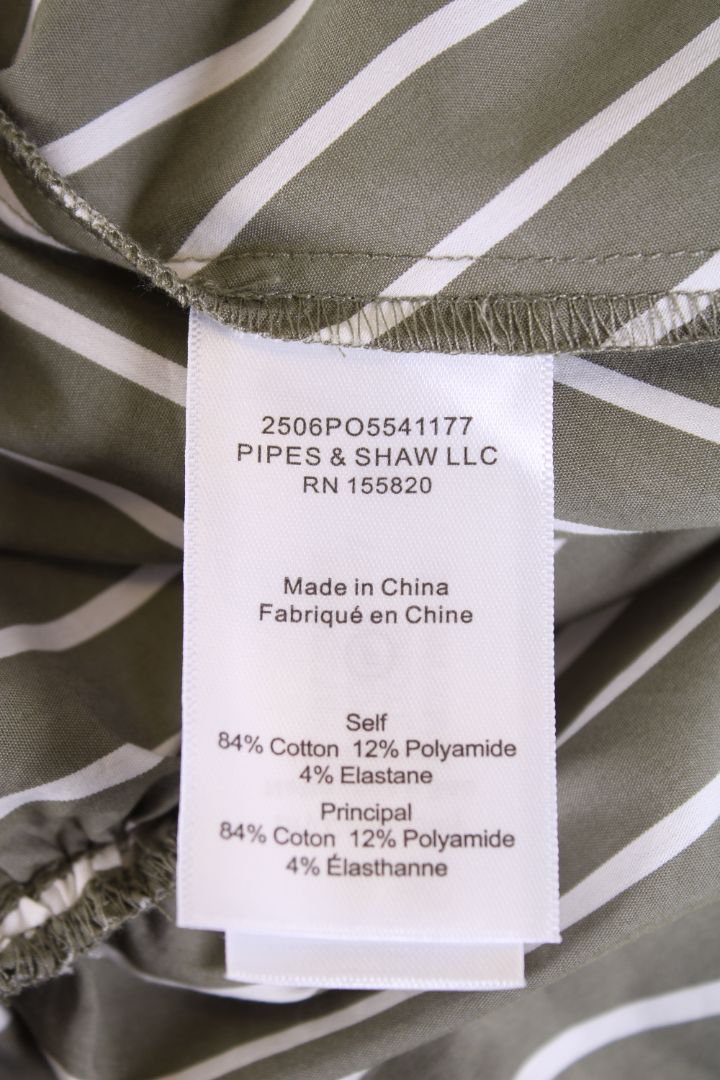 2506PO5541177
PIPES & SHAW LLC
RN 155820
Made in China
Fabriqué en Chine
Self
84% Cotton 12% Polyamide
4% Elastane
Principal
84% Coton 12% Polyamide
4% Élasthanne